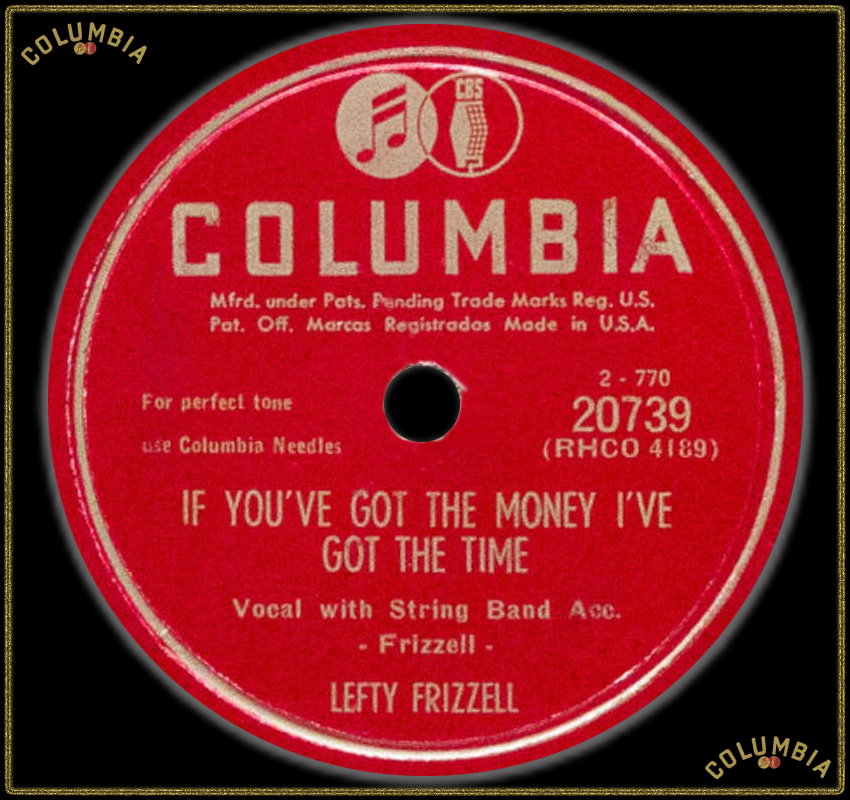 COLUMBIA
CBS
COLUMBIA
Mfrd. under Pats. Pending Trade Marks Reg. U.S.
Pat. Off. Marcas Registradas Made in U.S.A.
2 - 770
For perfect tone
20739
use Columbia Needles
(RHCO 4189)
IF YOU'VE GOT THE MONEY I'VE
GOT THE TIME
Vocal with String Band Acc.
- Frizzell -
LEFTY FRIZZELL
COLUMBIA